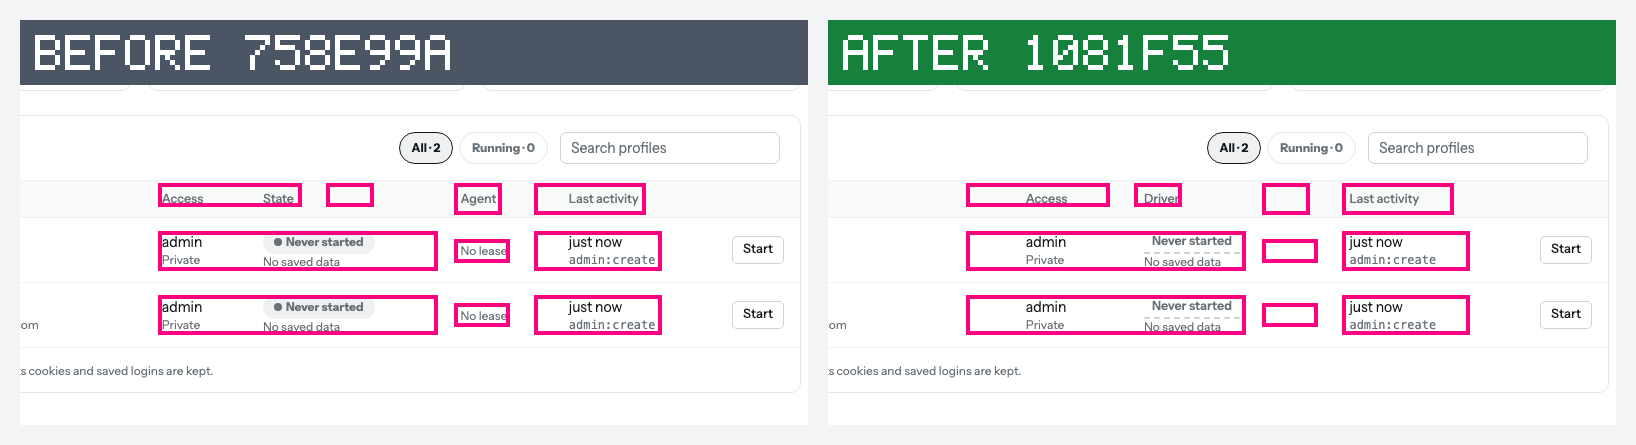 BEFORE 758E99A
All·2 Running·0 Search profiles
Access State Agent Last activity
admin Never started No lease just now Start
Private No saved data admin:create
admin Never started No lease just now Start
om Private No saved data admin:create
s cookies and saved logins are kept.
AFTER 1081F55
All·2 Running·0 Search profiles
Access Driver Last activity
admin Never started just now Start
Private No saved data admin:create
admin Never started just now Start
om Private No saved data admin:create
s cookies and saved logins are kept.